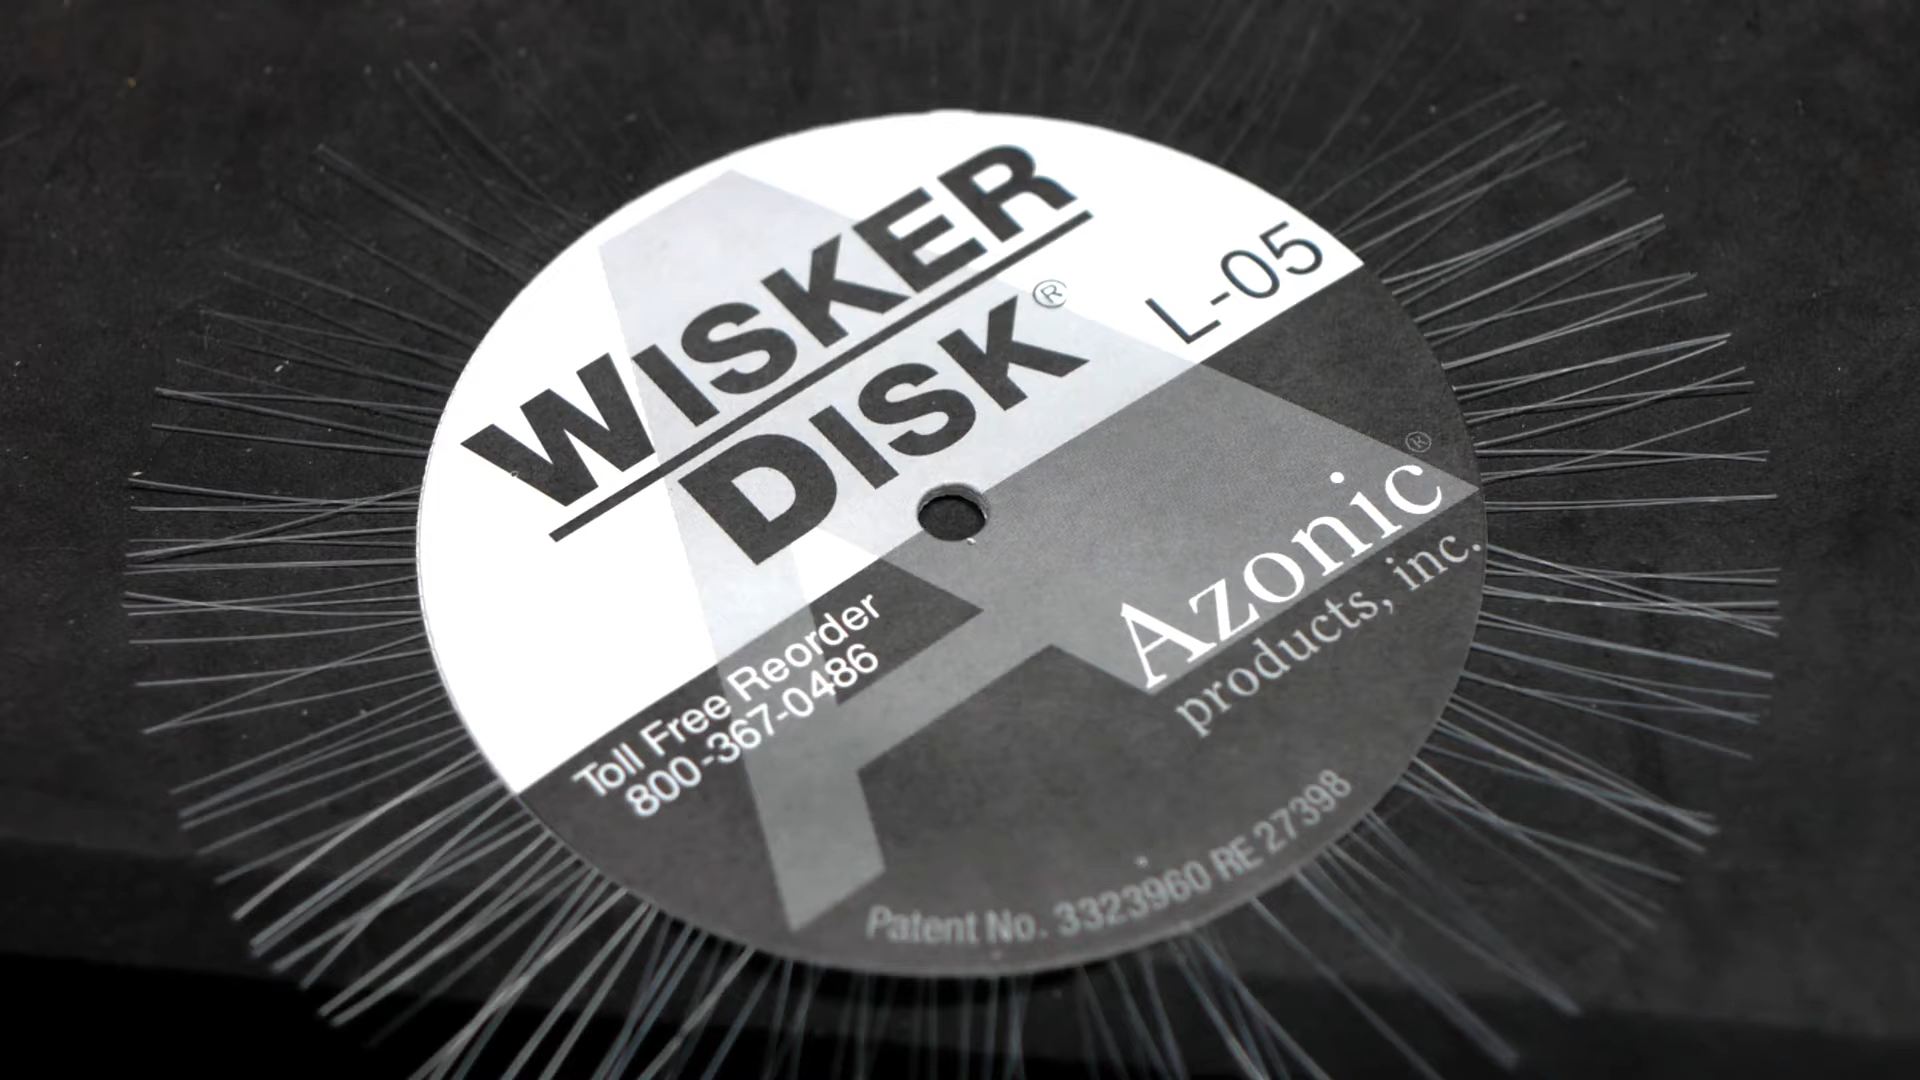 WISKER
DISK®
L-05
Azonic®
products, inc.
Toll Free Reorder
800-367-0486
Patent No. 3323960 RE 27398